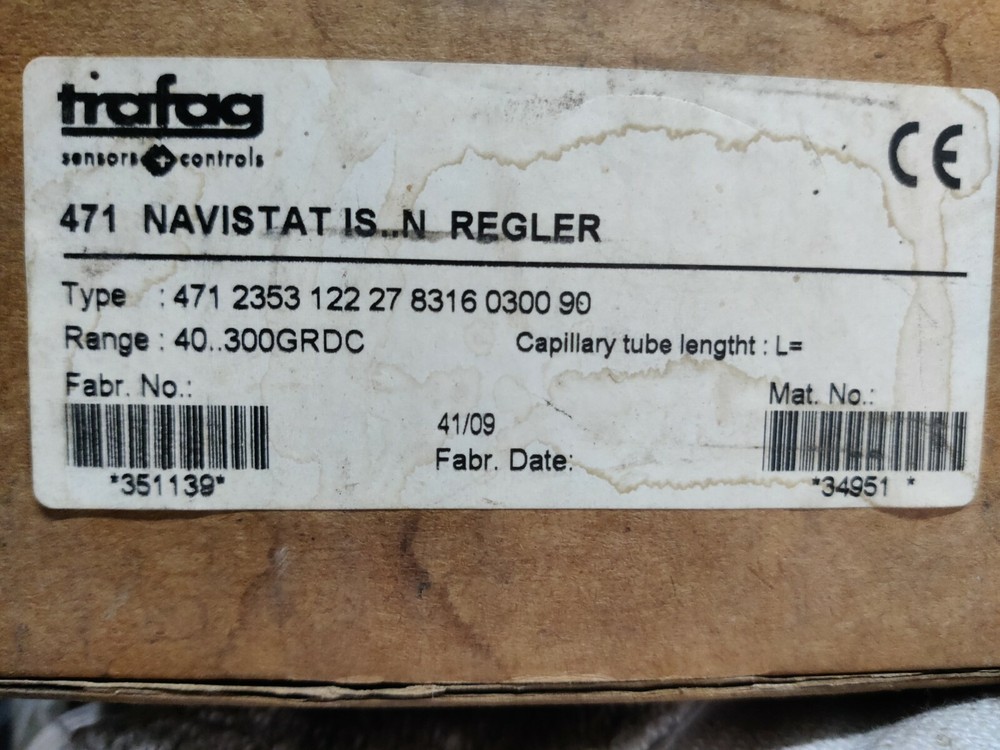 trafag
sensors + controls
CE
471 NAVISTAT IS..N REGLER
Type : 471 2353 122 27 8316 0300 90
Range : 40..300GRDC Capillary tube lengtht : L=
Fabr. No.: Mat. No.:
41/09
Fabr. Date:
*351139* *34951 *